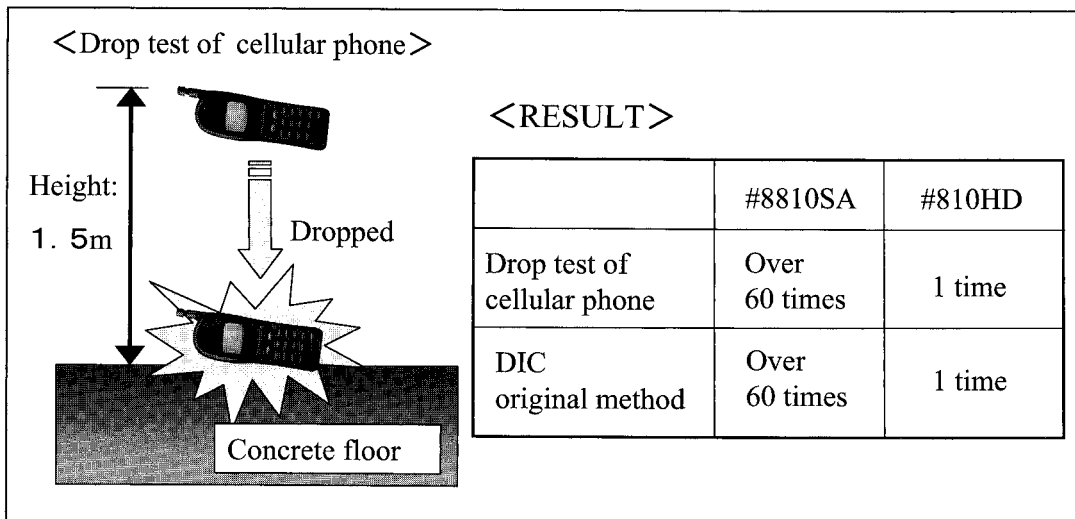 <Drop test of cellular phone>
Height:
1. 5m
Dropped
Concrete floor
<RESULT>
#8810SA #810HD
Drop test of Over
cellular phone 60 times 1 time
DIC Over
original method 60 times 1 time